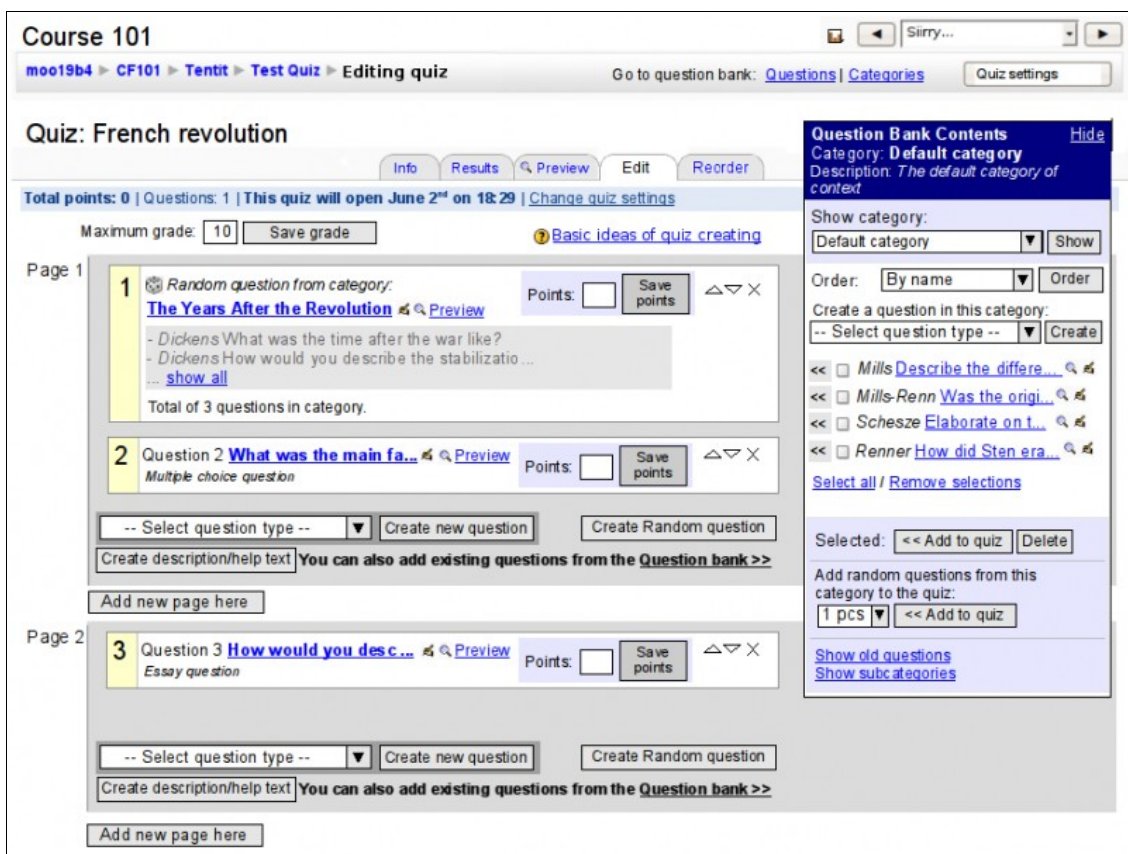 Course 101
Siirry...
moo19b4 ▶ CF101 ▶ Tentit ▶ Test Quiz ▶ Editing quiz
Go to question bank: Questions | Categories
Quiz settings
Quiz: French revolution
Info
Results
Preview
Edit
Reorder
Total points: 0 | Questions: 1 | This quiz will open June 2nd on 18:29 | Change quiz settings
Maximum grade: 10 Save grade
Basic ideas of quiz creating
Page 1
1
Random question from category:
The Years After the Revolution Preview
Points: Save points
- Dickens What was the time after the war like?
- Dickens How would you describe the stabilizatio ...
... show all
Total of 3 questions in category.
2
Question 2 What was the main fa... Preview
Multiple choice question
Points: Save points
-- Select question type -- Create new question
Create Random question
Create description/help text You can also add existing questions from the Question bank >>
Add new page here
Page 2
3
Question 3 How would you desc ... Preview
Essay question
Points: Save points
-- Select question type -- Create new question
Create Random question
Create description/help text You can also add existing questions from the Question bank >>
Add new page here
Question Bank Contents Hide
Category: Default category
Description: The default category of
context
Show category:
Default category Show
Order: By name Order
Create a question in this category:
-- Select question type -- Create
<< Mills Describe the differe...
<< Mills-Renn Was the origi...
<< Schesze Elaborate on t...
<< Renner How did Sten era...
Select all / Remove selections
Selected: << Add to quiz Delete
Add random questions from this
category to the quiz:
1 pcs << Add to quiz
Show old questions
Show subcategories